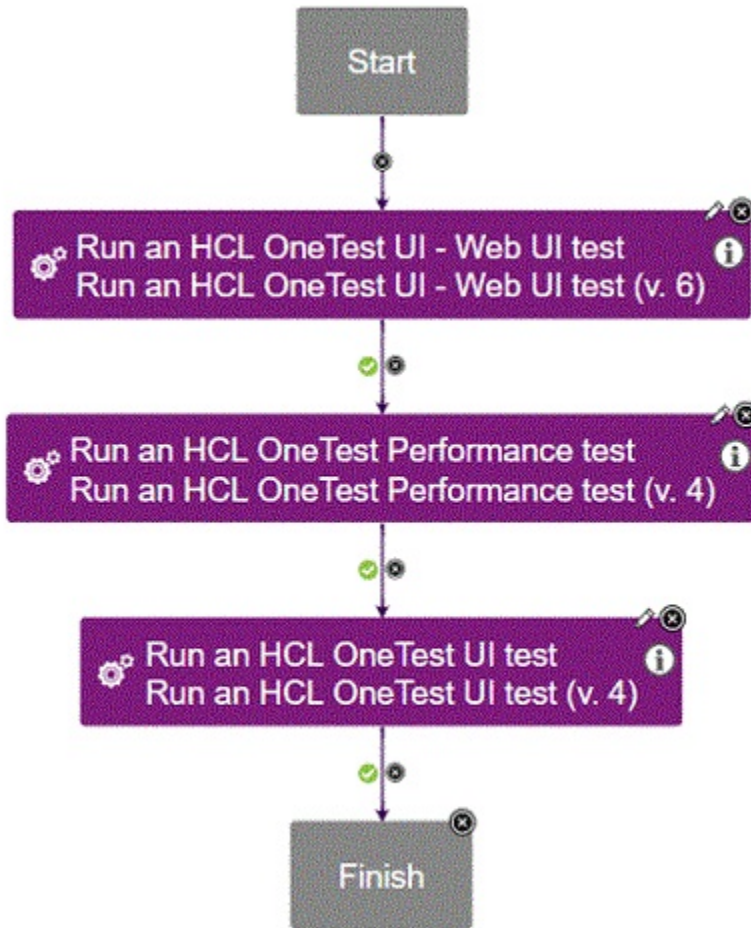 Start
Run an HCL OneTest UI - Web UI test
Run an HCL OneTest UI - Web UI test (v. 6)
Run an HCL OneTest Performance test
Run an HCL OneTest Performance test (v. 4)
Run an HCL OneTest UI test
Run an HCL OneTest UI test (v. 4)
Finish